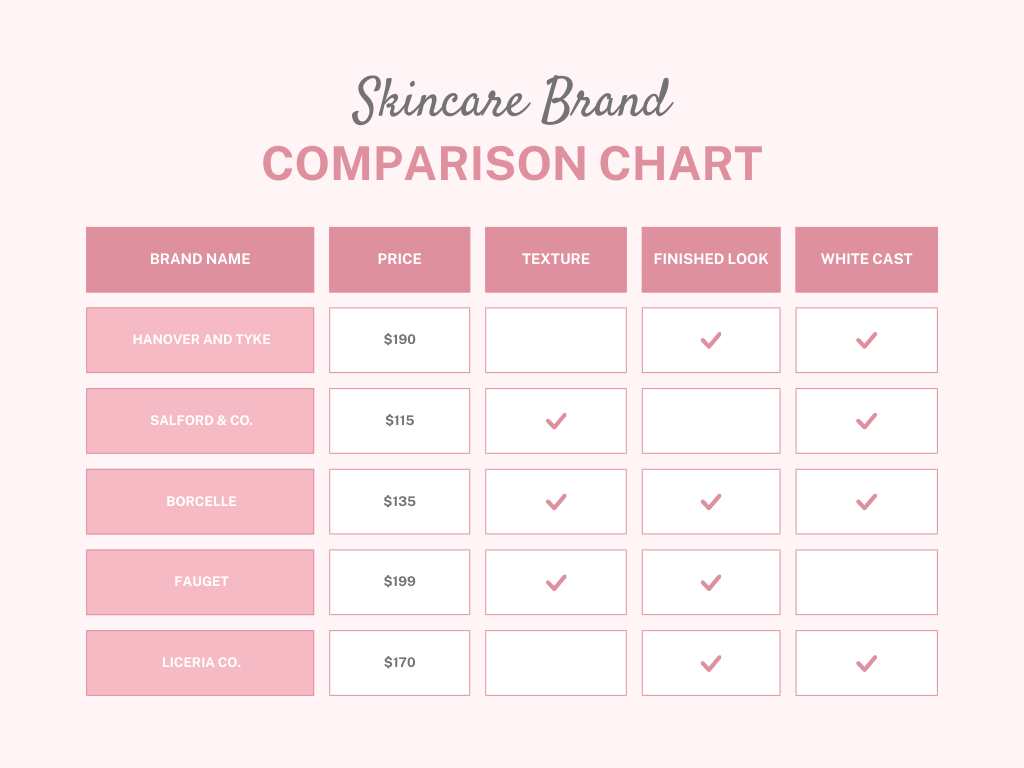 Skincare Brand
COMPARISON CHART
BRAND NAME PRICE TEXTURE FINISHED LOOK WHITE CAST
HANOVER AND TYKE $190
SALFORD & CO. $115
BORCELLE $135
FAUGET $199
LICERIA CO. $170